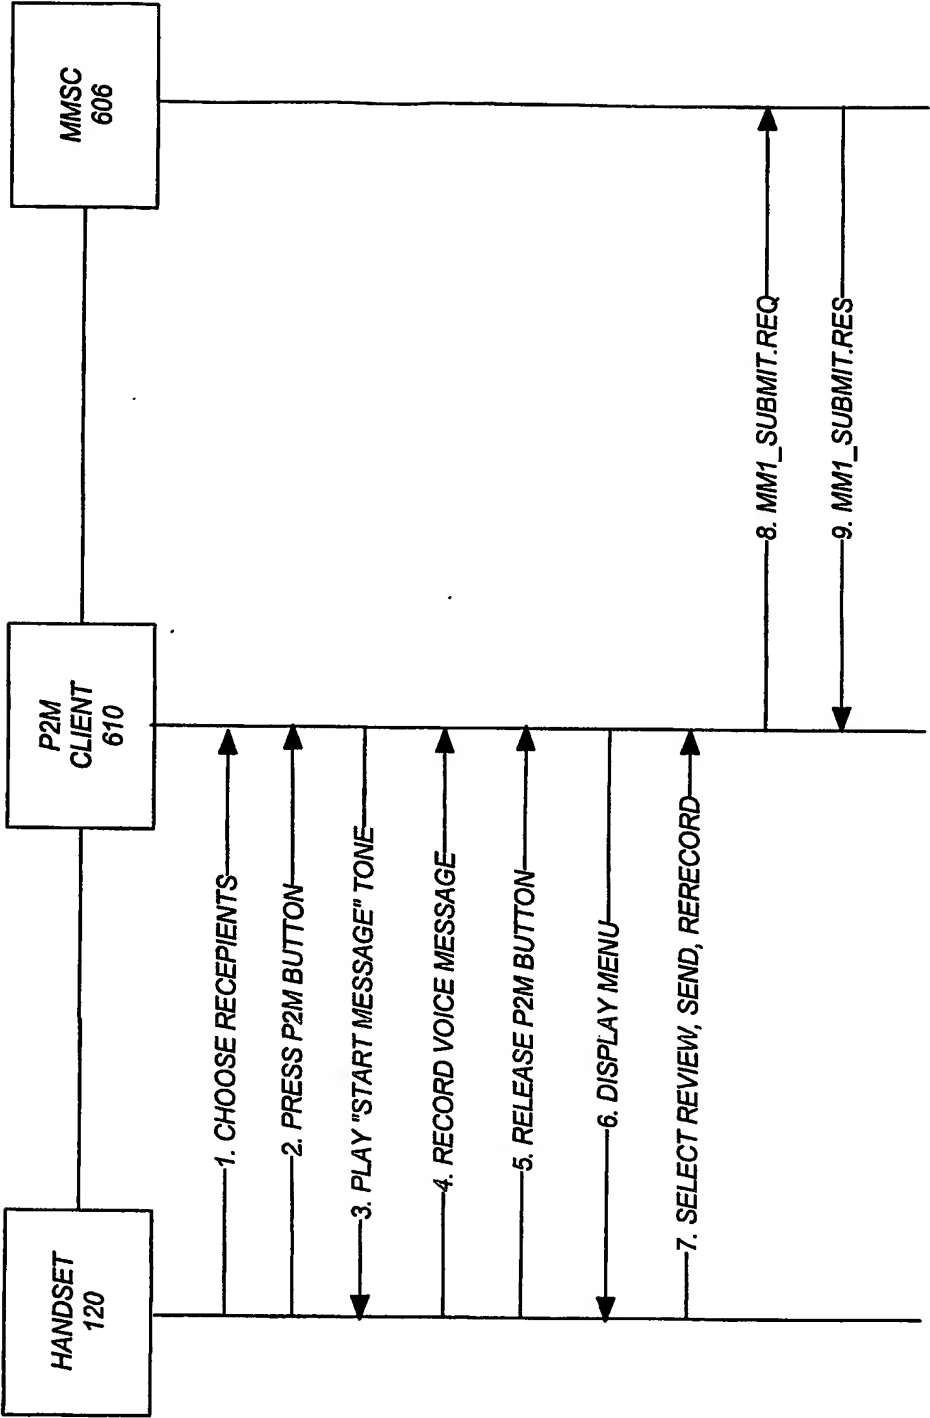 HANDSET
120
P2M
CLIENT
610
MMSC
606
1. CHOOSE RECEPIENTS
2. PRESS P2M BUTTON
3. PLAY "START MESSAGE" TONE
4. RECORD VOICE MESSAGE
5. RELEASE P2M BUTTON
6. DISPLAY MENU
7. SELECT REVIEW, SEND, RERECORD
8. MM1_SUBMIT.REQ
9. MM1_SUBMIT.RES